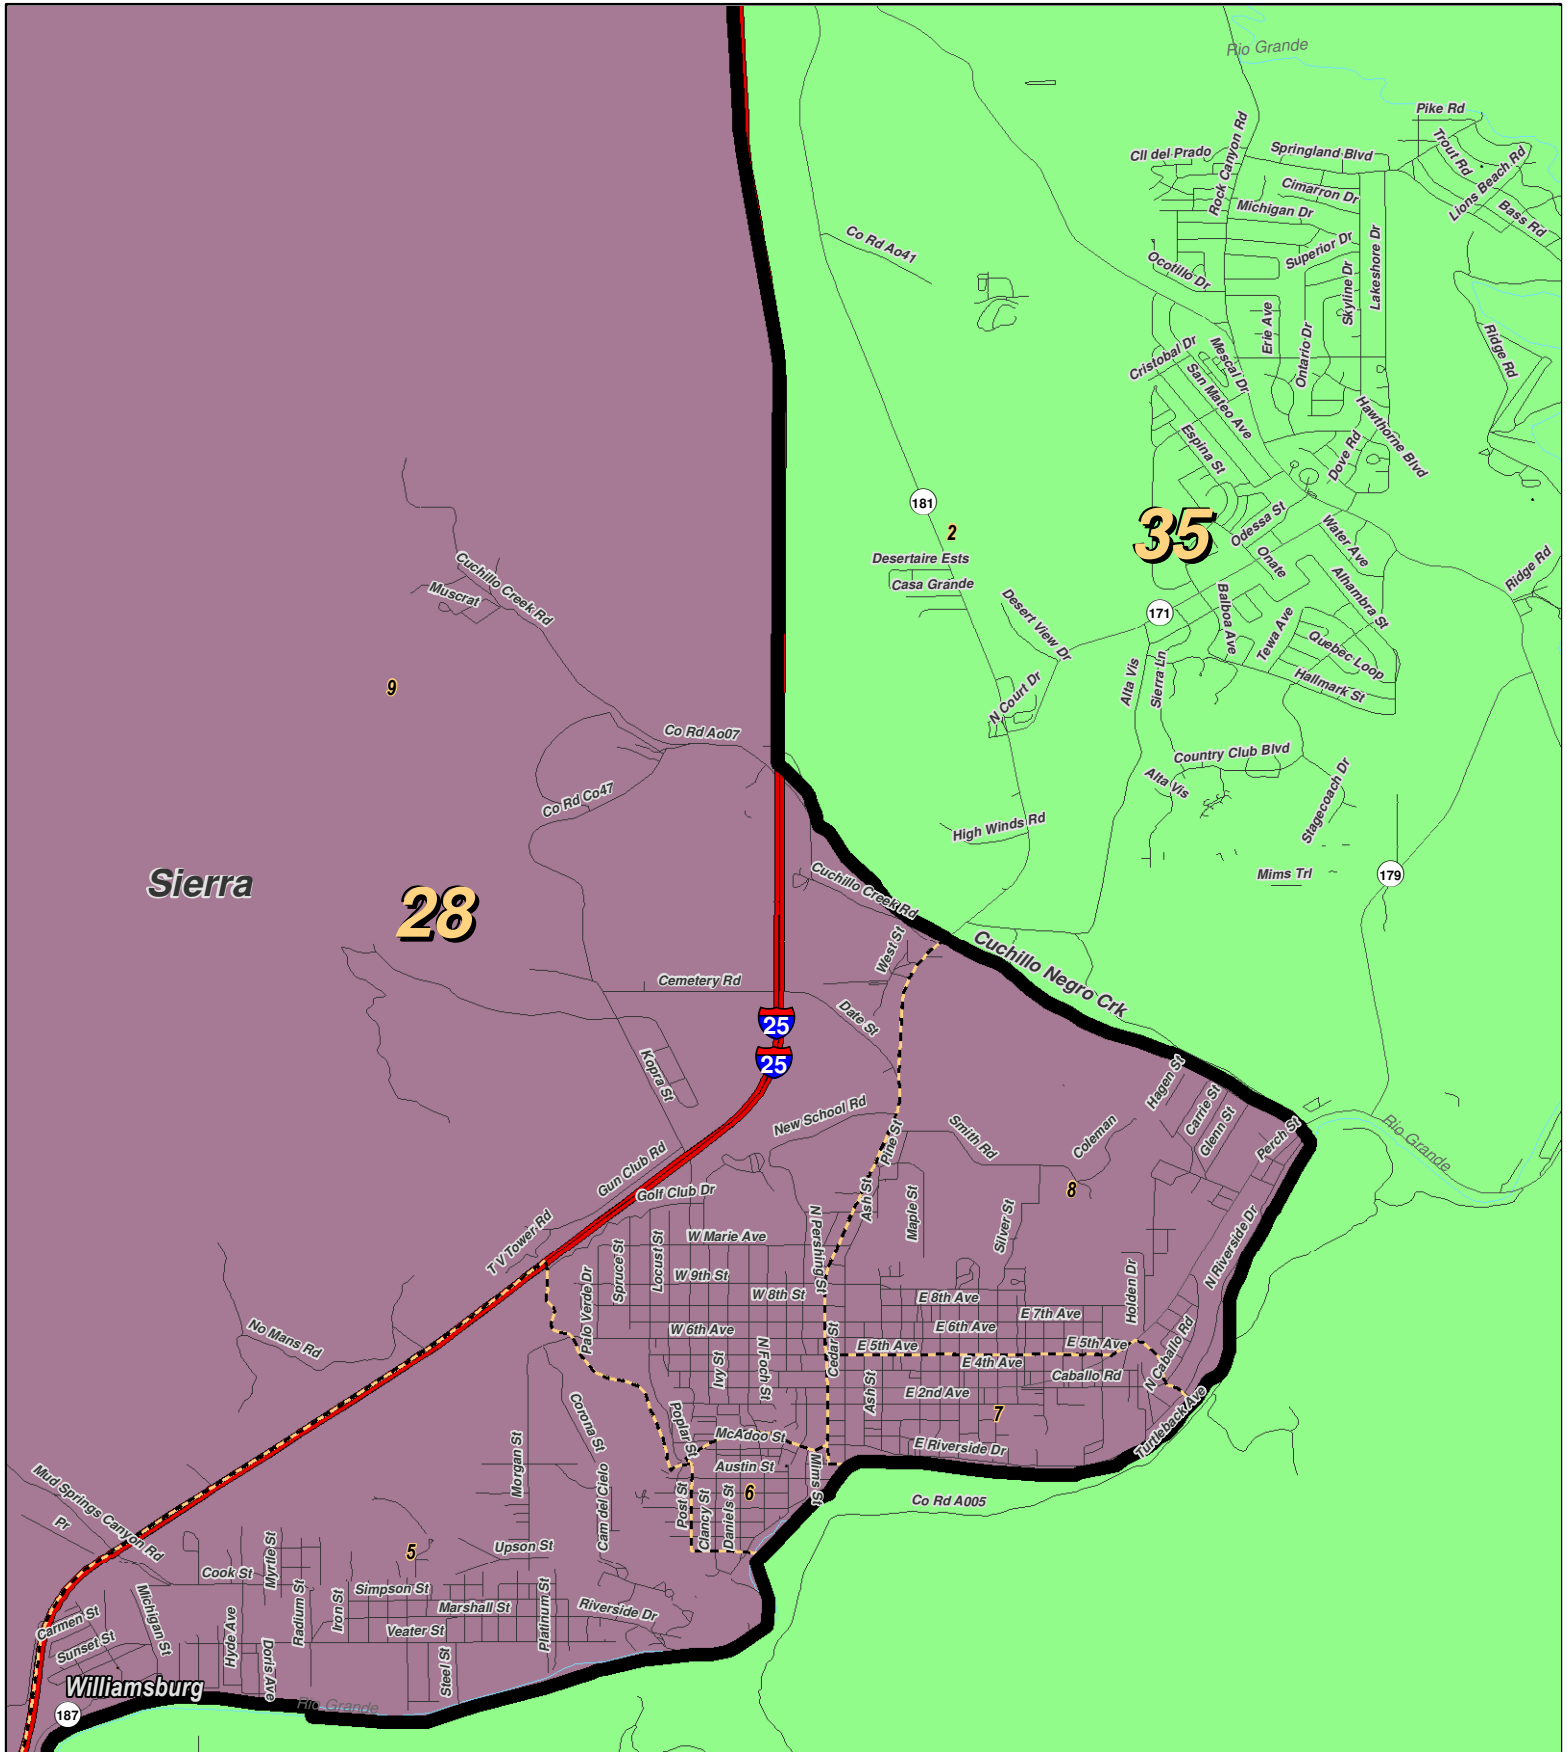 Rio Grande
Pike Rd
Trout Rd
Lions Beach Rd
Bass Rd
Cll del Prado
Rock Canyon Rd
Springland Blvd
Cimarron Dr
Michigan Dr
Superior Dr
Ocotillo Dr
Skyline Dr
Lakeshore Dr
Co Rd Ao41
Erie Ave
Ontario Dr
Ridge Rd
Cristobal Dr
Mescal Dr
San Mateo Ave
Espina St
Dove Rd
Hawthorne Blvd
181
2
35
Odessa St
Onate
Water Ave
Desertaire Ests
Casa Grande
Alhambra St
Ridge Rd
Cuchillo Creek Rd
Muscrat
Desert View Dr
171
Balboa Ave
Tewa Ave
Quebec Loop
Hallmark St
9
N Court Dr
Alta Vis
Sierra Ln
Co Rd Ao07
Country Club Blvd
Alta Vis
Stagecoach Dr
Co Rd Co47
High Winds Rd
Mims Trl
179
Sierra
28
Cuchillo Creek Rd
West St
Cuchillo Negro Crk
Cemetery Rd
Date St
25
25
Kopra St
New School Rd
Pine St
Smith Rd
Coleman
Hagen St
Carrie St
Glenn St
Perch St
Rio Grande
Gun Club Rd
Golf Club Dr
8
Ash St
Maple St
Silver St
N Riverside Dr
T V Tower Rd
W Marie Ave
N Pershing St
Spruce St
Locust St
W 9th St
W 8th St
Palo Verde Dr
E 8th Ave
E 7th Ave
Holden Dr
W 6th Ave
E 6th Ave
E 5th Ave
E 5th Ave
No Mans Rd
Ivy St
N Foch St
Cedar St
E 4th Ave
Caballo Rd
N Caballo Rd
Ash St
E 2nd Ave
7
Corona St
Poplar St
McAdoo St
E Riverside Dr
Turtleback Ave
Morgan St
Cam del Cielo
Austin St
Mims St
6
Post St
Clancy St
Daniels St
Co Rd A005
Mud Springs Canyon Rd
Pr
5
Upson St
Cook St
Myrtle St
Simpson St
Marshall St
Veater St
Riverside Dr
Michigan St
Hyde Ave
Radium St
Iron St
Platinum St
Carmen St
Sunset St
Doris Ave
Steel St
Williamsburg
187
Rio Grande